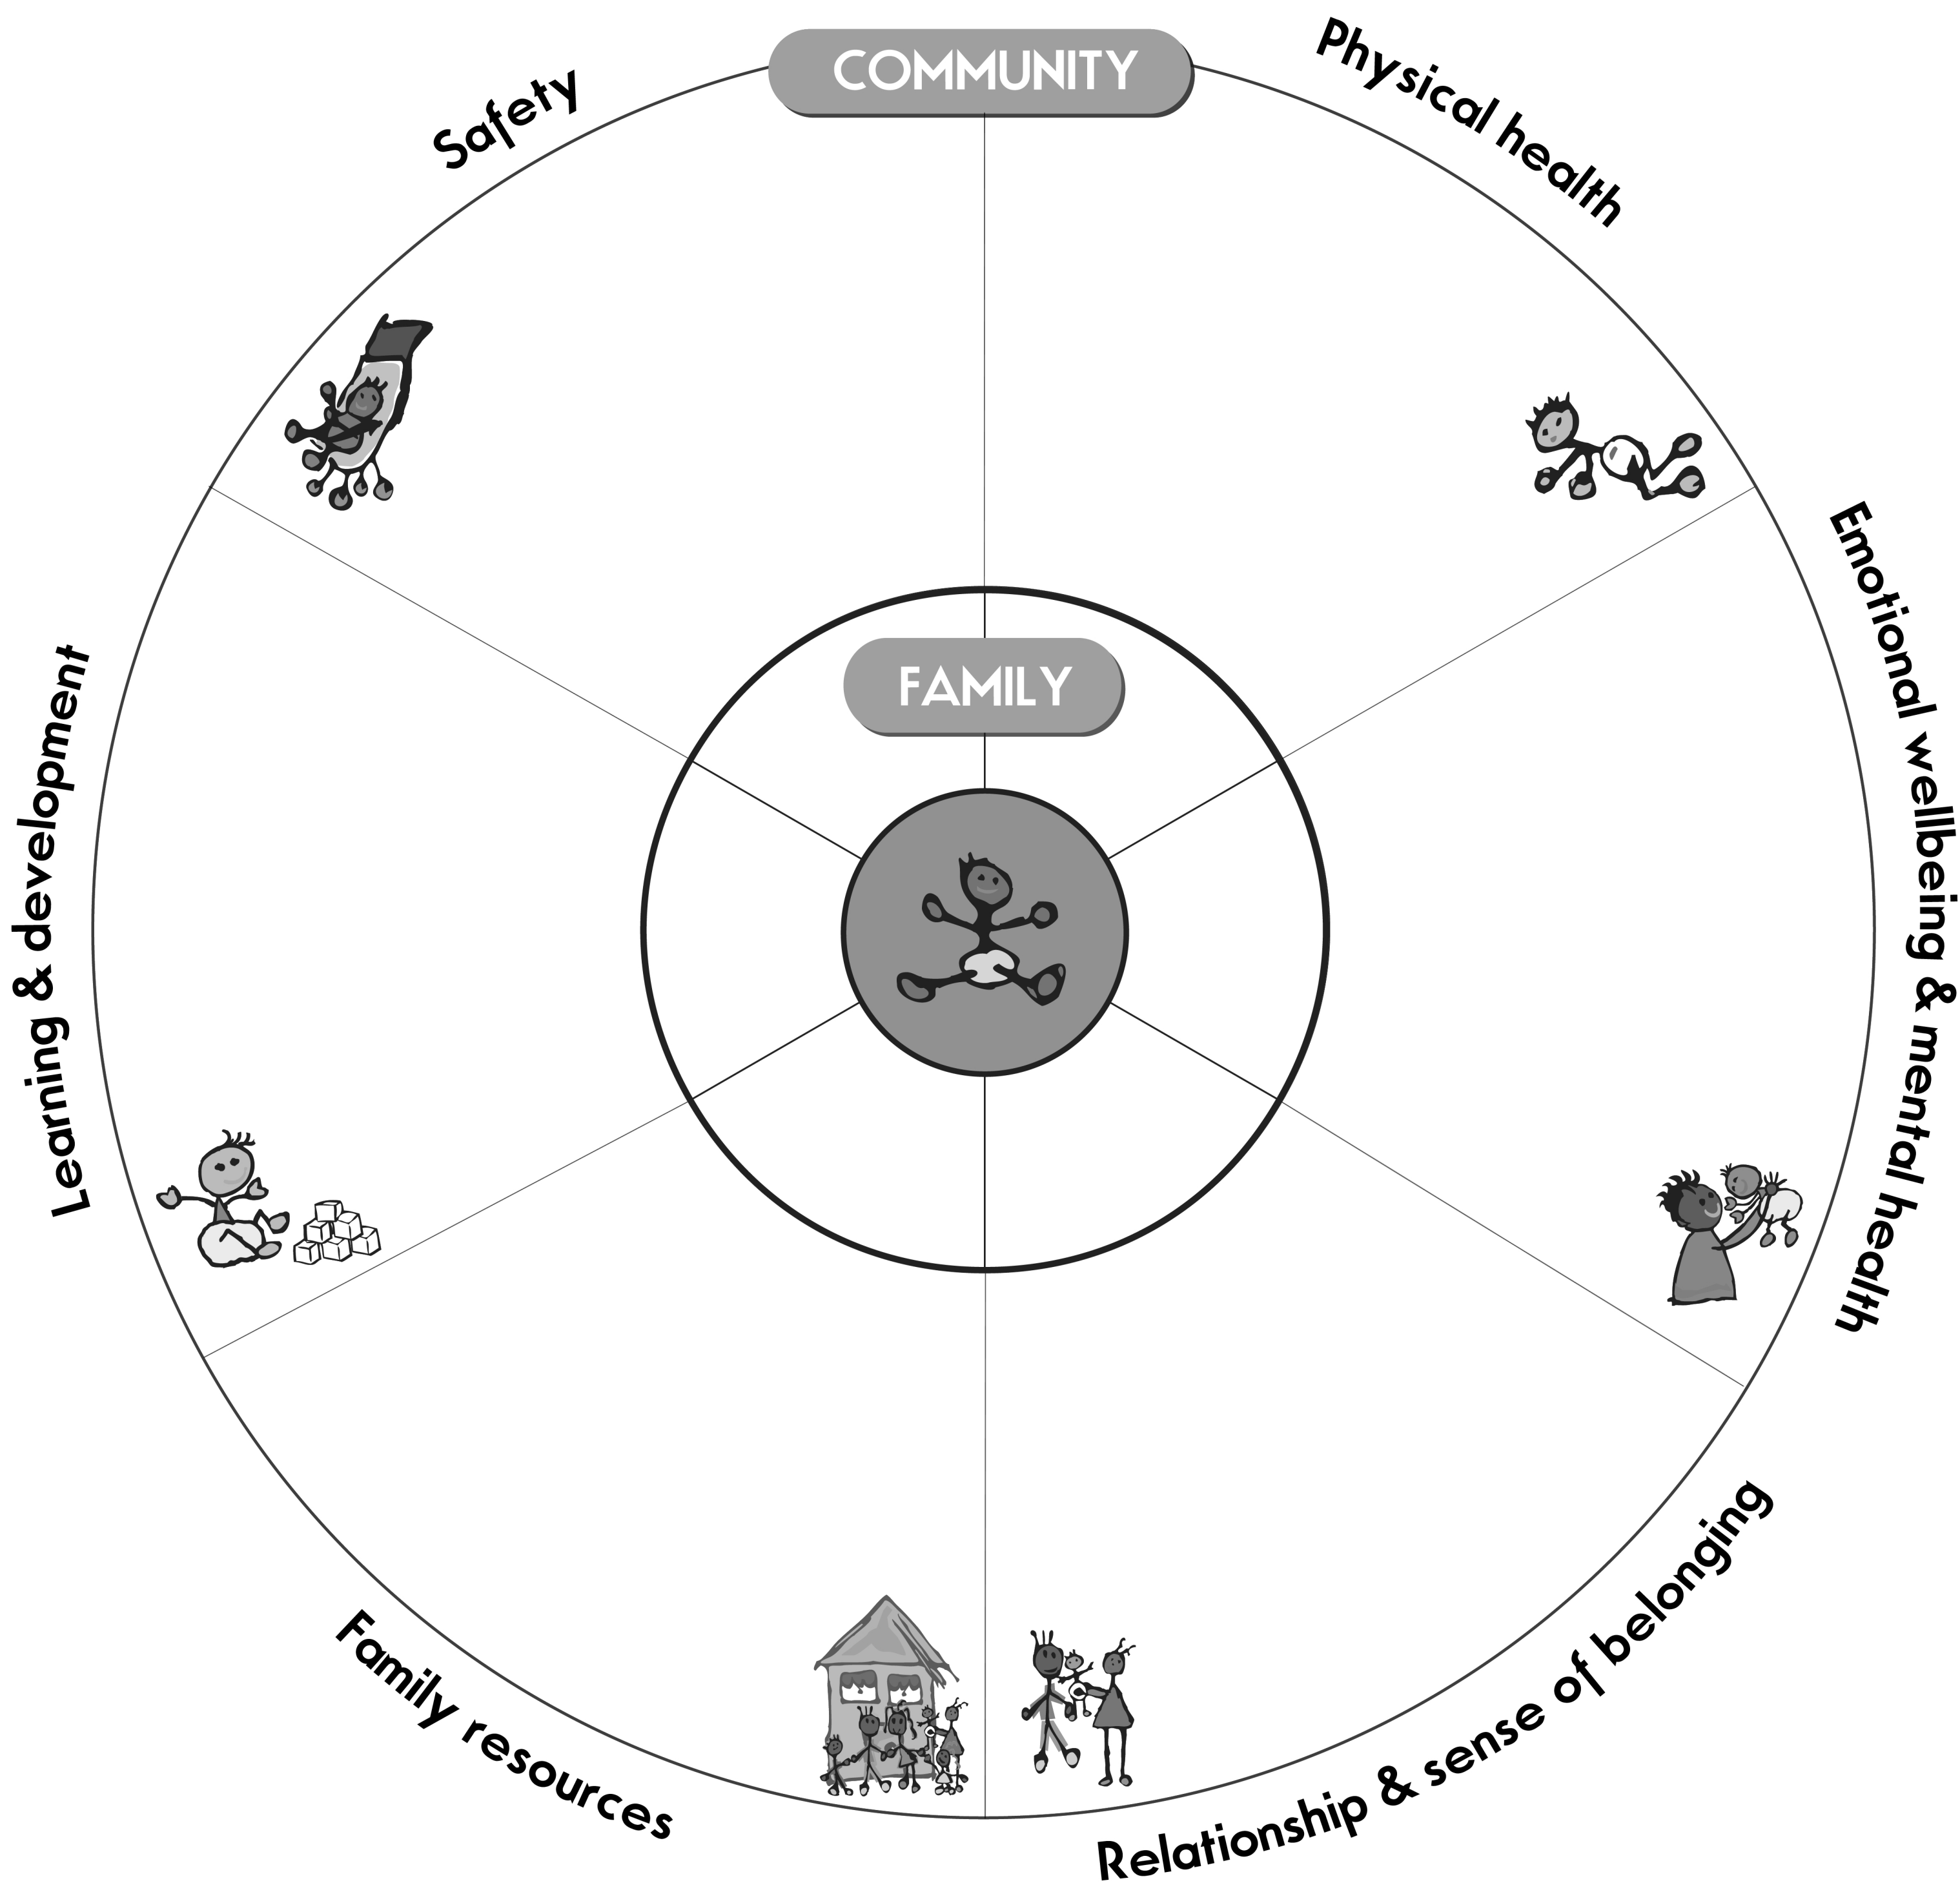 COMMUNITY
Physical health
Emotional wellbeing & mental health
Relationship & sense of belonging
Family resources
Learning & development
Safety
FAMILY